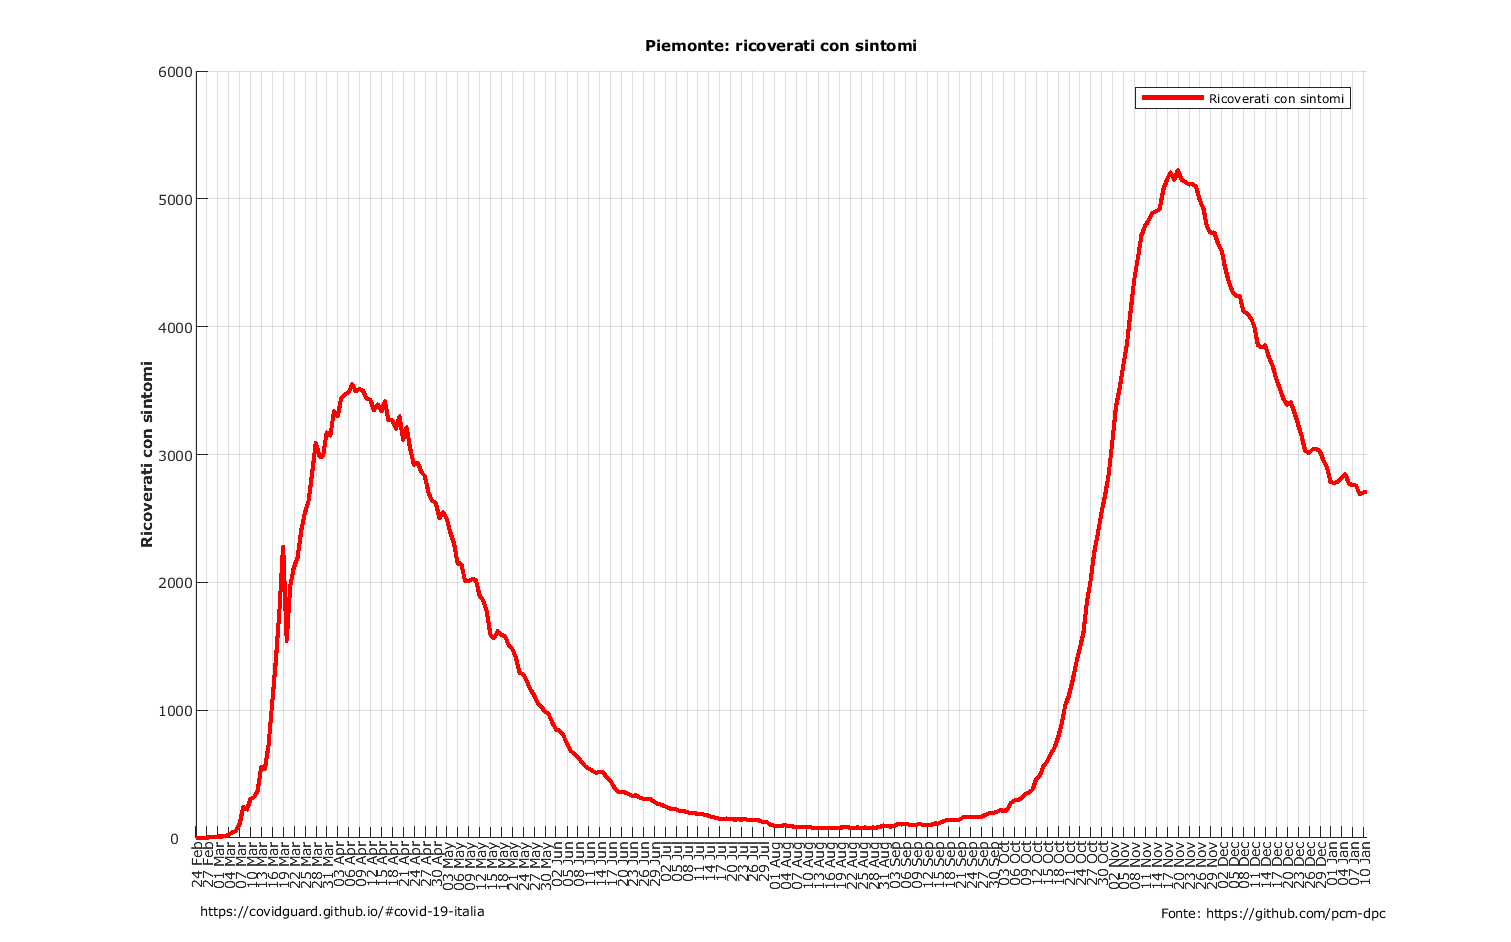 Piemonte: ricoverati con sintomi
Ricoverati con sintomi
6000
5000
4000
3000
2000
1000
0
Ricoverati con sintomi
24 Feb
27 Feb
01 Mar
04 Mar
07 Mar
10 Mar
13 Mar
16 Mar
19 Mar
22 Mar
25 Mar
28 Mar
31 Mar
03 Apr
06 Apr
09 Apr
12 Apr
15 Apr
18 Apr
21 Apr
24 Apr
27 Apr
30 Apr
03 May
06 May
09 May
12 May
15 May
18 May
21 May
24 May
27 May
30 May
02 Jun
05 Jun
08 Jun
11 Jun
14 Jun
17 Jun
20 Jun
23 Jun
26 Jun
29 Jun
02 Jul
05 Jul
08 Jul
11 Jul
14 Jul
17 Jul
20 Jul
23 Jul
26 Jul
29 Jul
01 Aug
04 Aug
07 Aug
10 Aug
13 Aug
16 Aug
19 Aug
22 Aug
25 Aug
28 Aug
31 Aug
03 Sep
06 Sep
09 Sep
12 Sep
15 Sep
18 Sep
21 Sep
24 Sep
27 Sep
30 Sep
03 Oct
06 Oct
09 Oct
12 Oct
15 Oct
18 Oct
21 Oct
24 Oct
27 Oct
30 Oct
02 Nov
05 Nov
08 Nov
11 Nov
14 Nov
17 Nov
20 Nov
23 Nov
26 Nov
29 Nov
02 Dec
05 Dec
08 Dec
11 Dec
14 Dec
17 Dec
20 Dec
23 Dec
26 Dec
29 Dec
01 Jan
04 Jan
07 Jan
10 Jan
https://covidguard.github.io/#covid-19-italia
Fonte: https://github.com/pcm-dpc